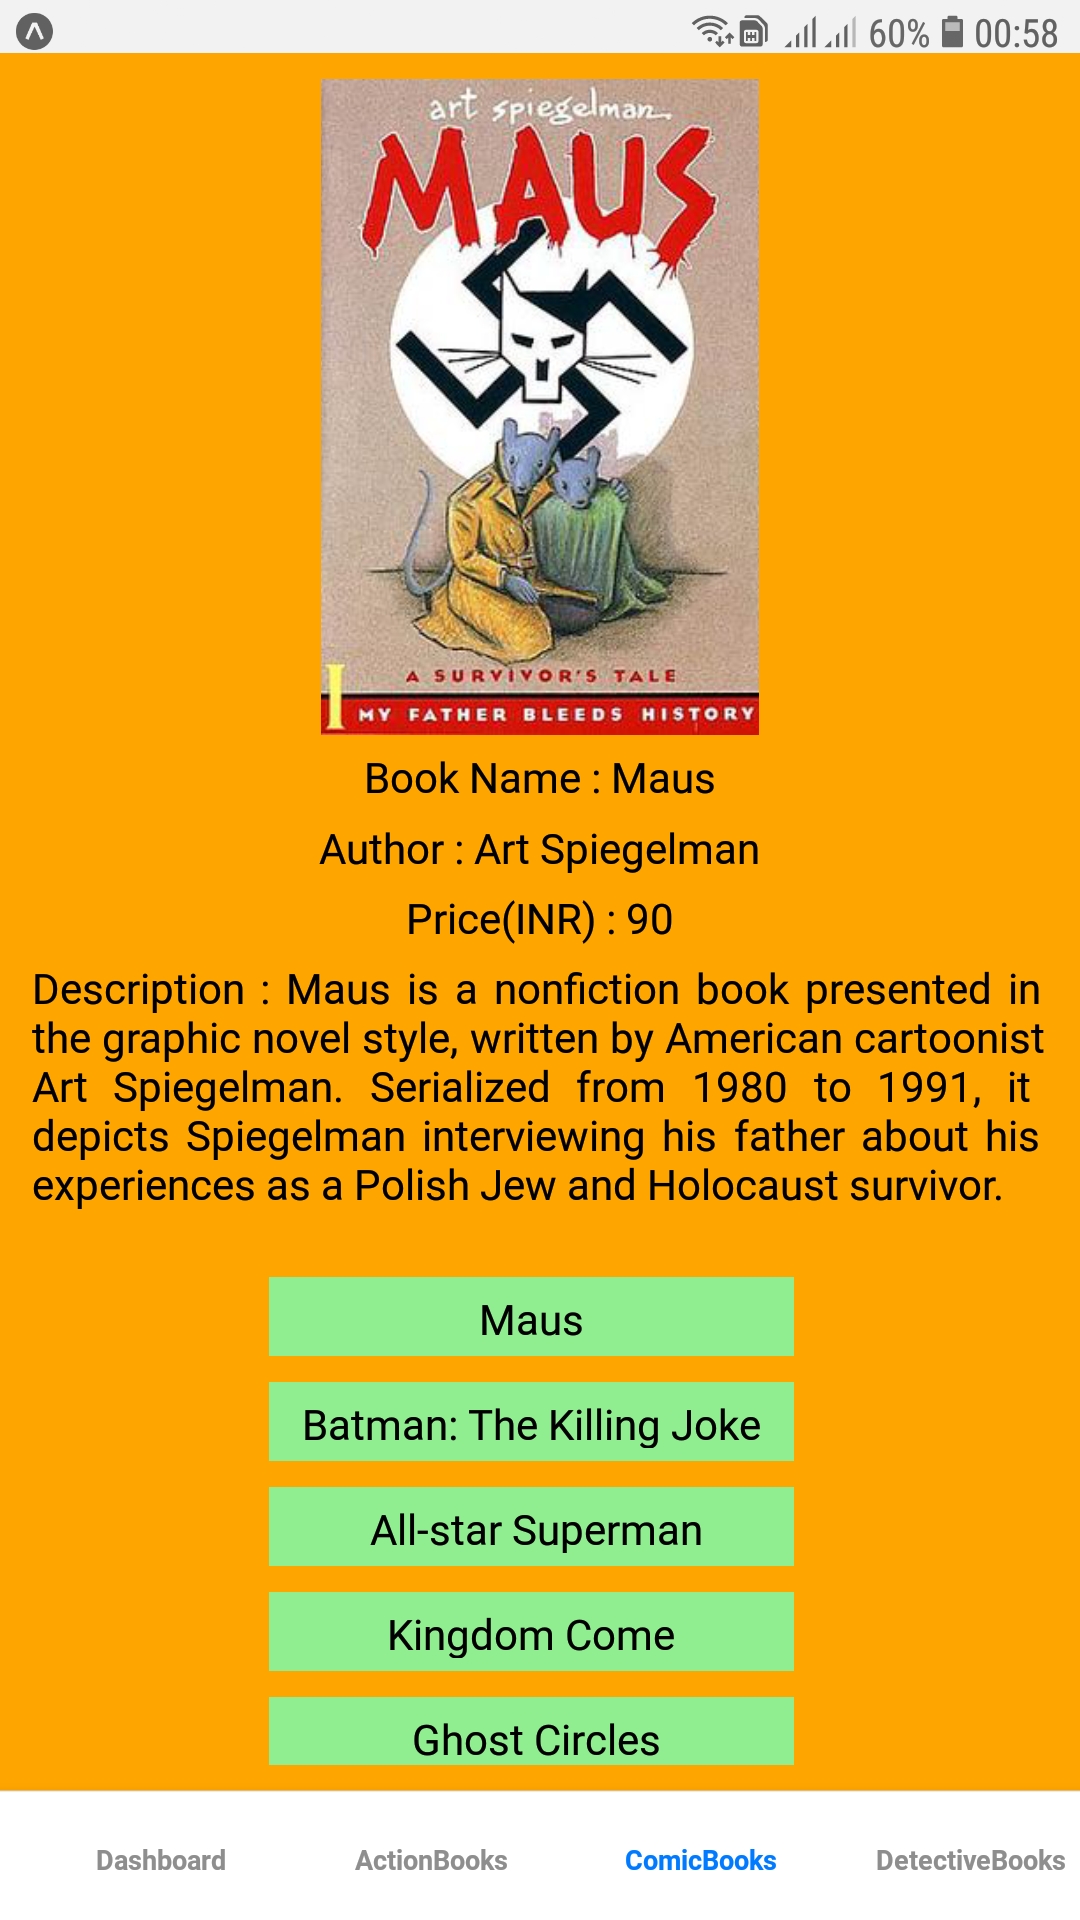 60% 00:58
art spiegelman
MAUS
A SURVIVOR'S TALE
I MY FATHER BLEEDS HISTORY
Book Name : Maus
Author : Art Spiegelman
Price(INR) : 90
Description : Maus is a nonfiction book presented in
the graphic novel style, written by American cartoonist
Art Spiegelman. Serialized from 1980 to 1991, it
depicts Spiegelman interviewing his father about his
experiences as a Polish Jew and Holocaust survivor.
Maus
Batman: The Killing Joke
All-star Superman
Kingdom Come
Ghost Circles
Dashboard ActionBooks ComicBooks DetectiveBooks